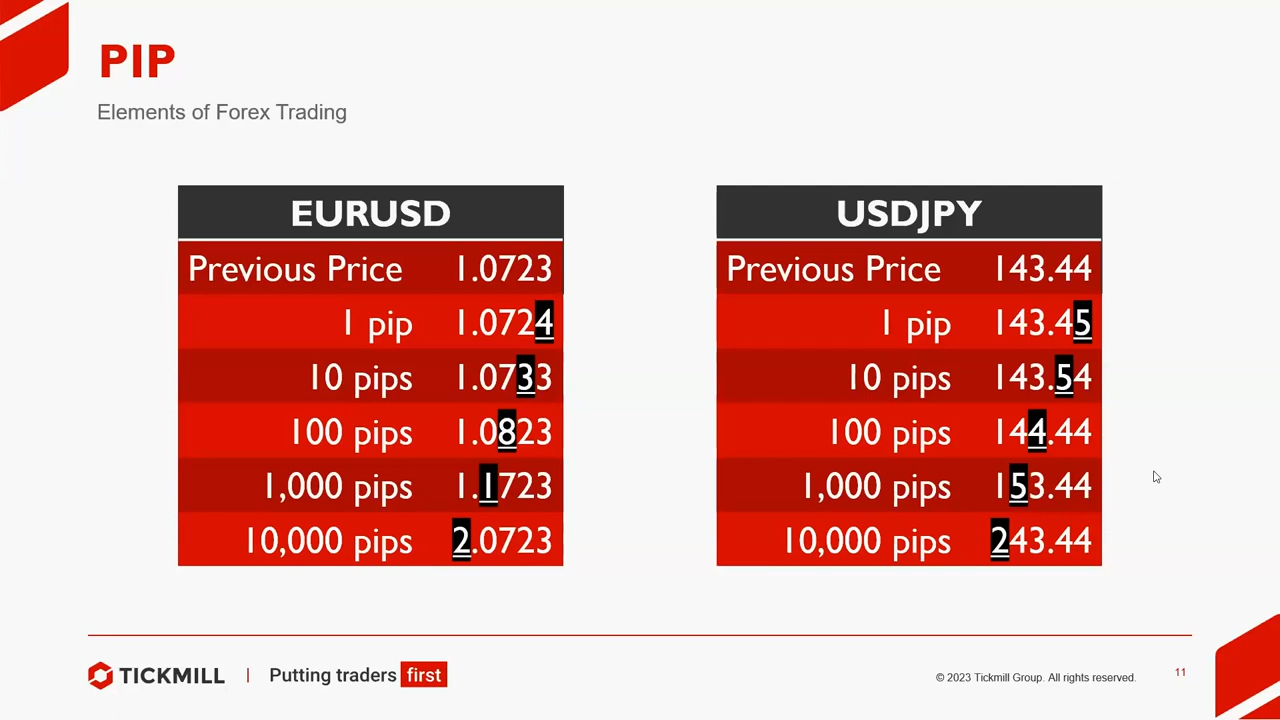 PIP
Elements of Forex Trading
EURUSD
Previous Price 1.0723
1 pip 1.0724
10 pips 1.0733
100 pips 1.0823
1,000 pips 1.1723
10,000 pips 2.0723
USDJPY
Previous Price 143.44
1 pip 143.45
10 pips 143.54
100 pips 144.44
1,000 pips 153.44
10,000 pips 243.44
TICKMILL | Putting traders first
© 2023 Tickmill Group. All rights reserved.
11